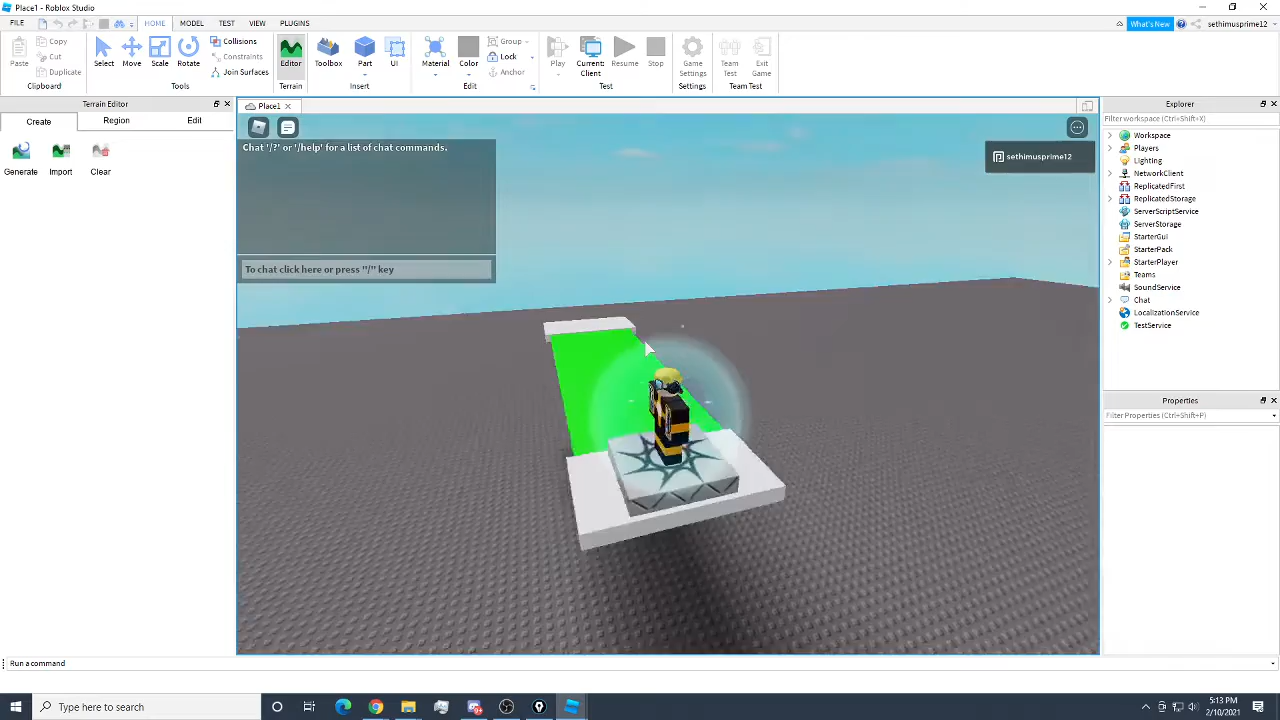 Place1 - Roblox Studio
FILE HOME MODEL TEST VIEW PLUGINS What's New sethimusprime12
Paste Copy Cut Duplicate Select Move Scale Rotate Collisions Constraints Join Surfaces Editor Toolbox Part UI Material Color Group Lock Anchor Play Current: Client Resume Stop Game Settings Team Test Exit Game
Clipboard Tools Terrain Insert Edit Test Settings Team Test
Terrain Editor
Create Region Edit
Generate Import Clear
Place1
Chat '/?' or '/help' for a list of chat commands.
To chat click here or press "/" key
sethimusprime12
Explorer
Filter workspace (Ctrl+Shift+X)
Workspace
Players
Lighting
NetworkClient
ReplicatedFirst
ReplicatedStorage
ServerScriptService
ServerStorage
StarterGui
StarterPack
StarterPlayer
Teams
SoundService
Chat
LocalizationService
TestService
Properties
Filter Properties (Ctrl+Shift+P)
Run a command
Type here to search
5:13 PM
2/10/2021